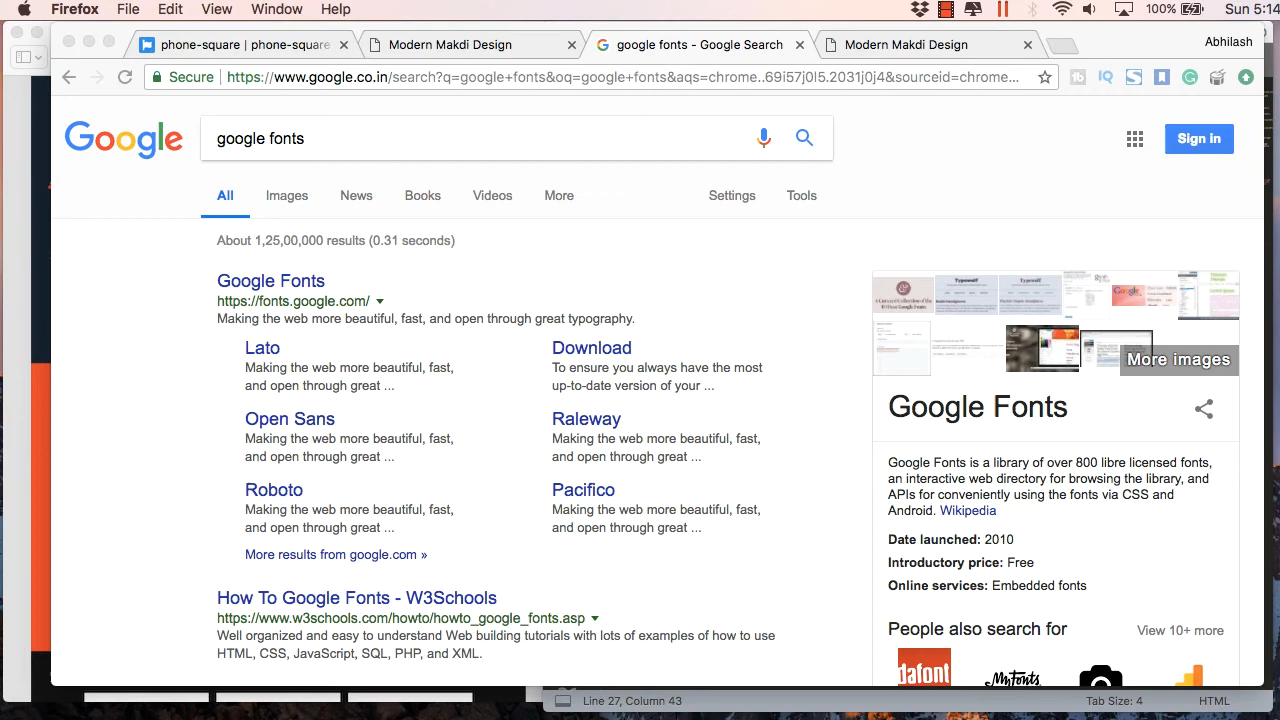 Firefox File Edit View Window Help 100% Sun 5:14
phone-square | phone-square Modern Makdi Design google fonts - Google Search Modern Makdi Design Abhilash
Secure https://www.google.co.in/search?q=google+fonts&oq=google+fonts&aqs=chrome..69i57j0l5.2031j0j4&sourceid=chrome...
Google google fonts Sign in
All Images News Books Videos More Settings Tools
About 1,25,00,000 results (0.31 seconds)
Google Fonts
https://fonts.google.com/
Making the web more beautiful, fast, and open through great typography.
Lato
Making the web more beautiful, fast,
and open through great ...
Download
To ensure you always have the most
up-to-date version of your ...
Open Sans
Making the web more beautiful, fast,
and open through great ...
Raleway
Making the web more beautiful, fast,
and open through great ...
Roboto
Making the web more beautiful, fast,
and open through great ...
Pacifico
Making the web more beautiful, fast,
and open through great ...
More results from google.com »
How To Google Fonts - W3Schools
https://www.w3schools.com/howto/howto_google_fonts.asp
Well organized and easy to understand Web building tutorials with lots of examples of how to use
HTML, CSS, JavaScript, SQL, PHP, and XML.
More images
Google Fonts
Google Fonts is a library of over 800 libre licensed fonts,
an interactive web directory for browsing the library, and
APIs for conveniently using the fonts via CSS and
Android. Wikipedia
Date launched: 2010
Introductory price: Free
Online services: Embedded fonts
People also search for View 10+ more
dafont
MyFonts
Line 27, Column 43 Tab Size: 4 HTML